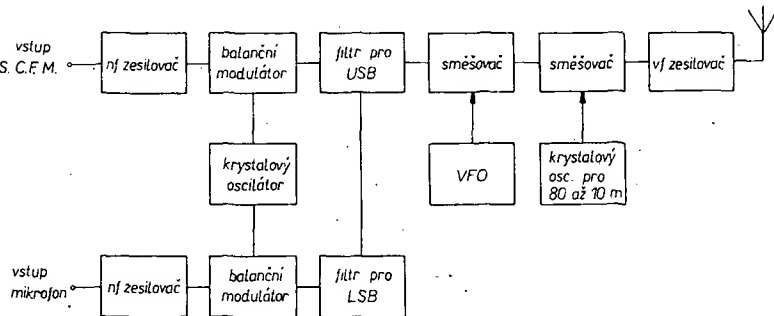 vstup
S. C.F. M.
nf zesilovač
balanční
modulátor
filtr pro
USB
směšovač
směšovač
vf zesilovač
krystalový
oscilátor
VFO
krystalový
osc. pro
80 až 10 m
vstup
mikrofon
nf zesilovač
balanční
modulátor
filtr pro
LSB